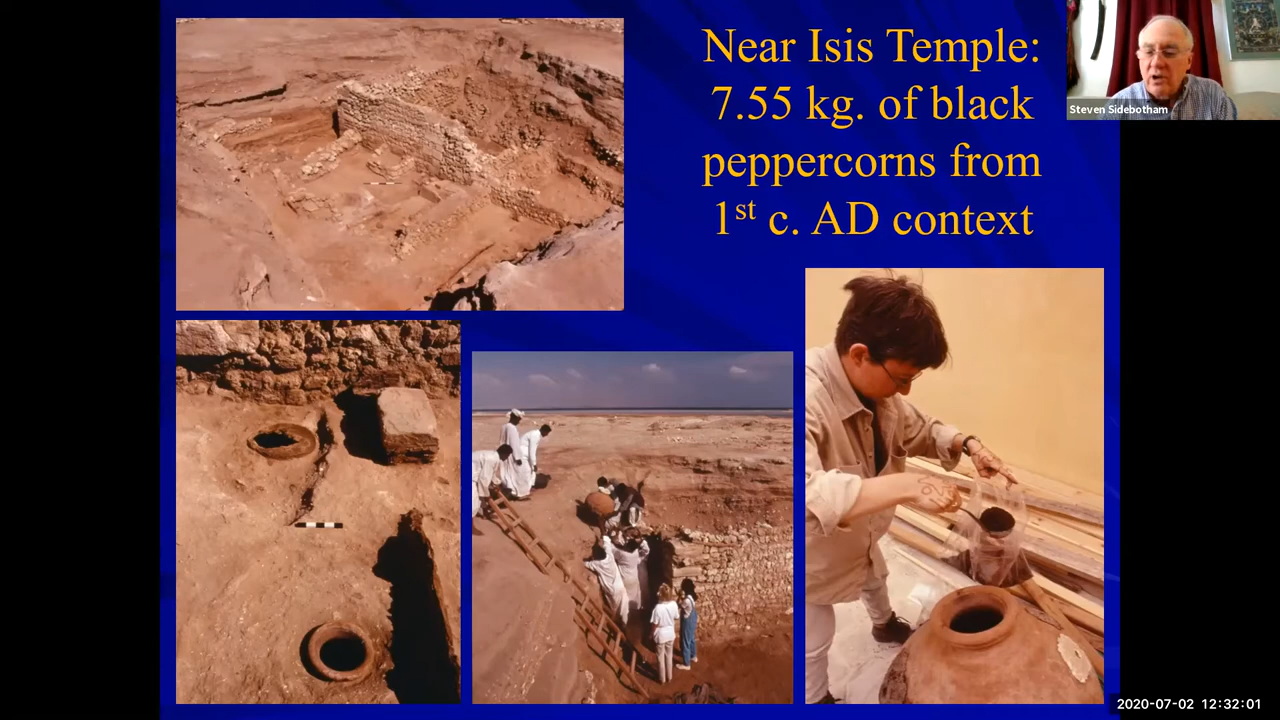 Near Isis Temple:
7.55 kg. of black
peppercorns from
1st c. AD context
Steven Sidebotham
2020-07-02 12:32:01